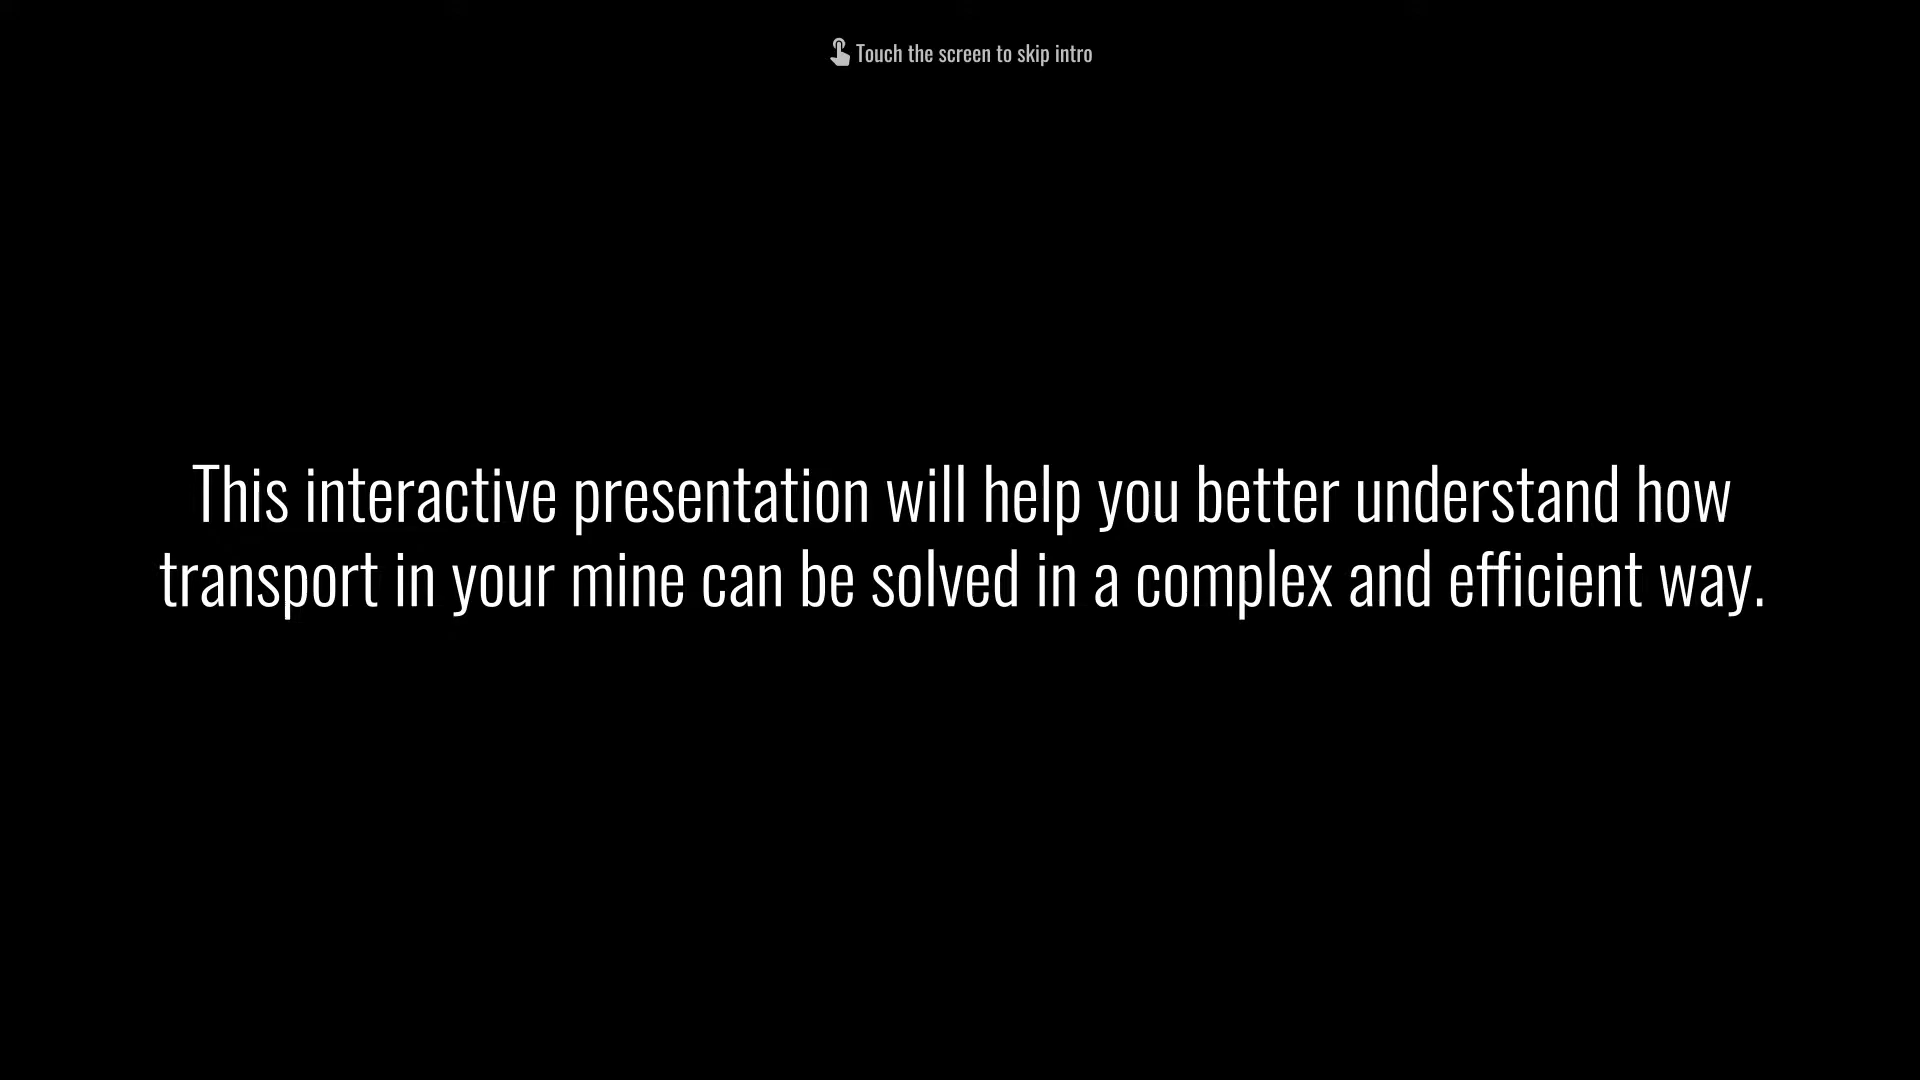 Touch the screen to skip intro
This interactive presentation will help you better understand how
transport in your mine can be solved in a complex and efficient way.